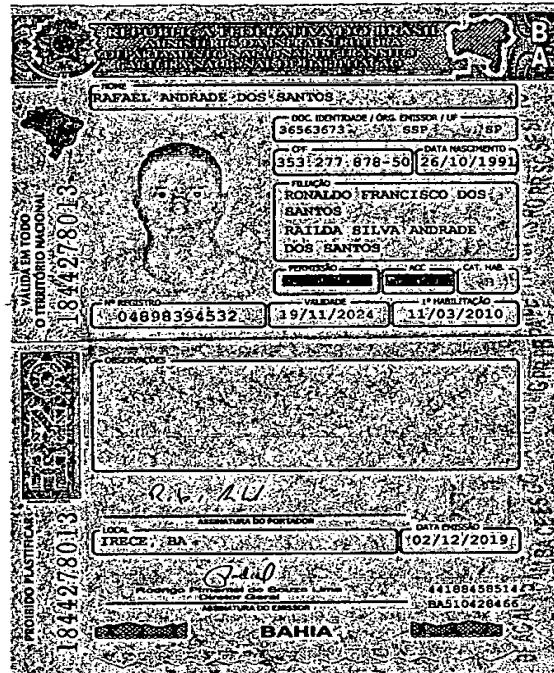 REPÚBLICA FEDERATIVA DO BRASIL
BA
NOME
RAFAEL ANDRADE DOS SANTOS
DOC. IDENTIDADE / ÓRG. EMISSOR / UF
36563673 SSP SP
CPF
353.277.878-50
DATA NASCIMENTO
26/10/1991
FILIAÇÃO
RONALDO FRANCISCO DOS
SANTOS
RAILDA SILVA ANDRADE
DOS SANTOS
PERMISSÃO
ACC
CAT. HAB.
Nº REGISTRO
04898394532
VALIDADE
19/11/2024
1ª HABILITAÇÃO
11/03/2010
VÁLIDA EM TODO
O TERRITÓRIO NACIONAL
1844278013
OBSERVAÇÕES
ASSINATURA DO PORTADOR
LOCAL
IRECE, BA
DATA EMISSÃO
02/12/2019
Diretor Geral
ASSINATURA DO EMISSOR
BA510428466
PROIBIDO PLASTIFICAR
1844278013
BAHIA